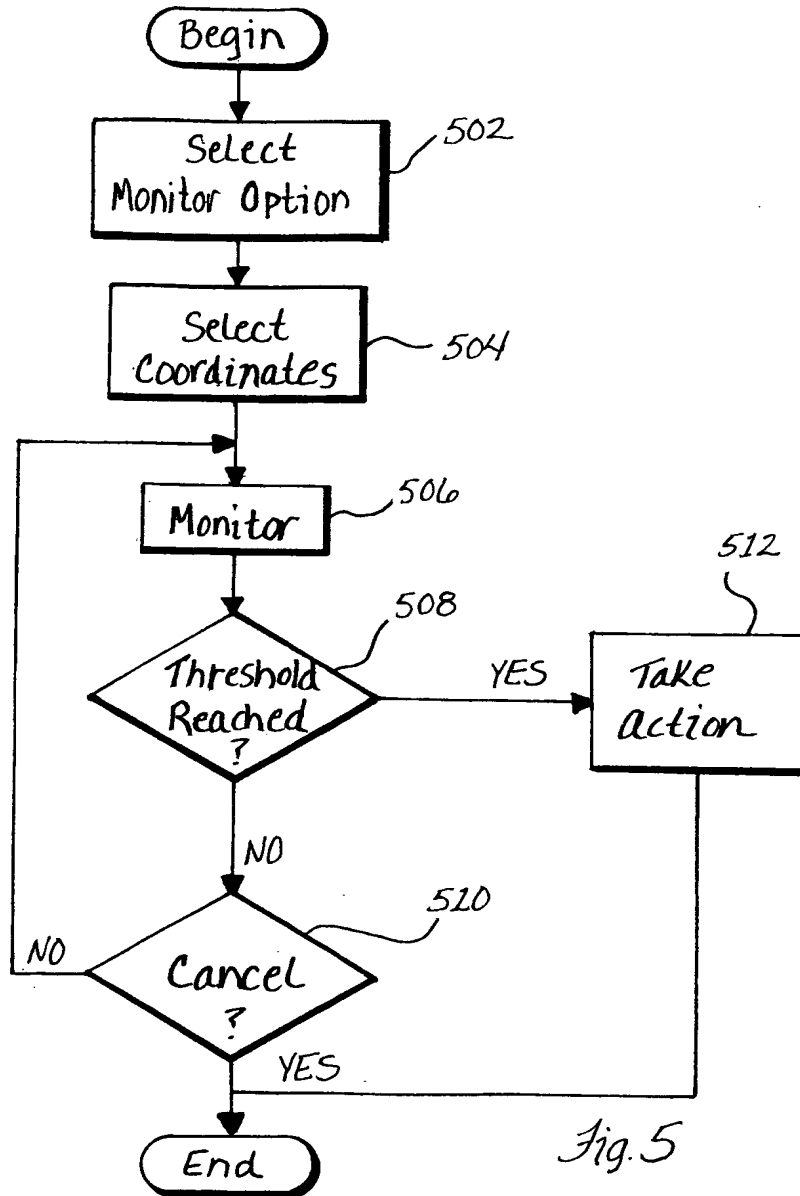 Begin
502
Select
Monitor Option
Select
Coordinates
504
506
Monitor
512
508
Threshold
Reached
?
YES
Take
Action
NO
510
NO
Cancel
?
YES
End
Fig. 5